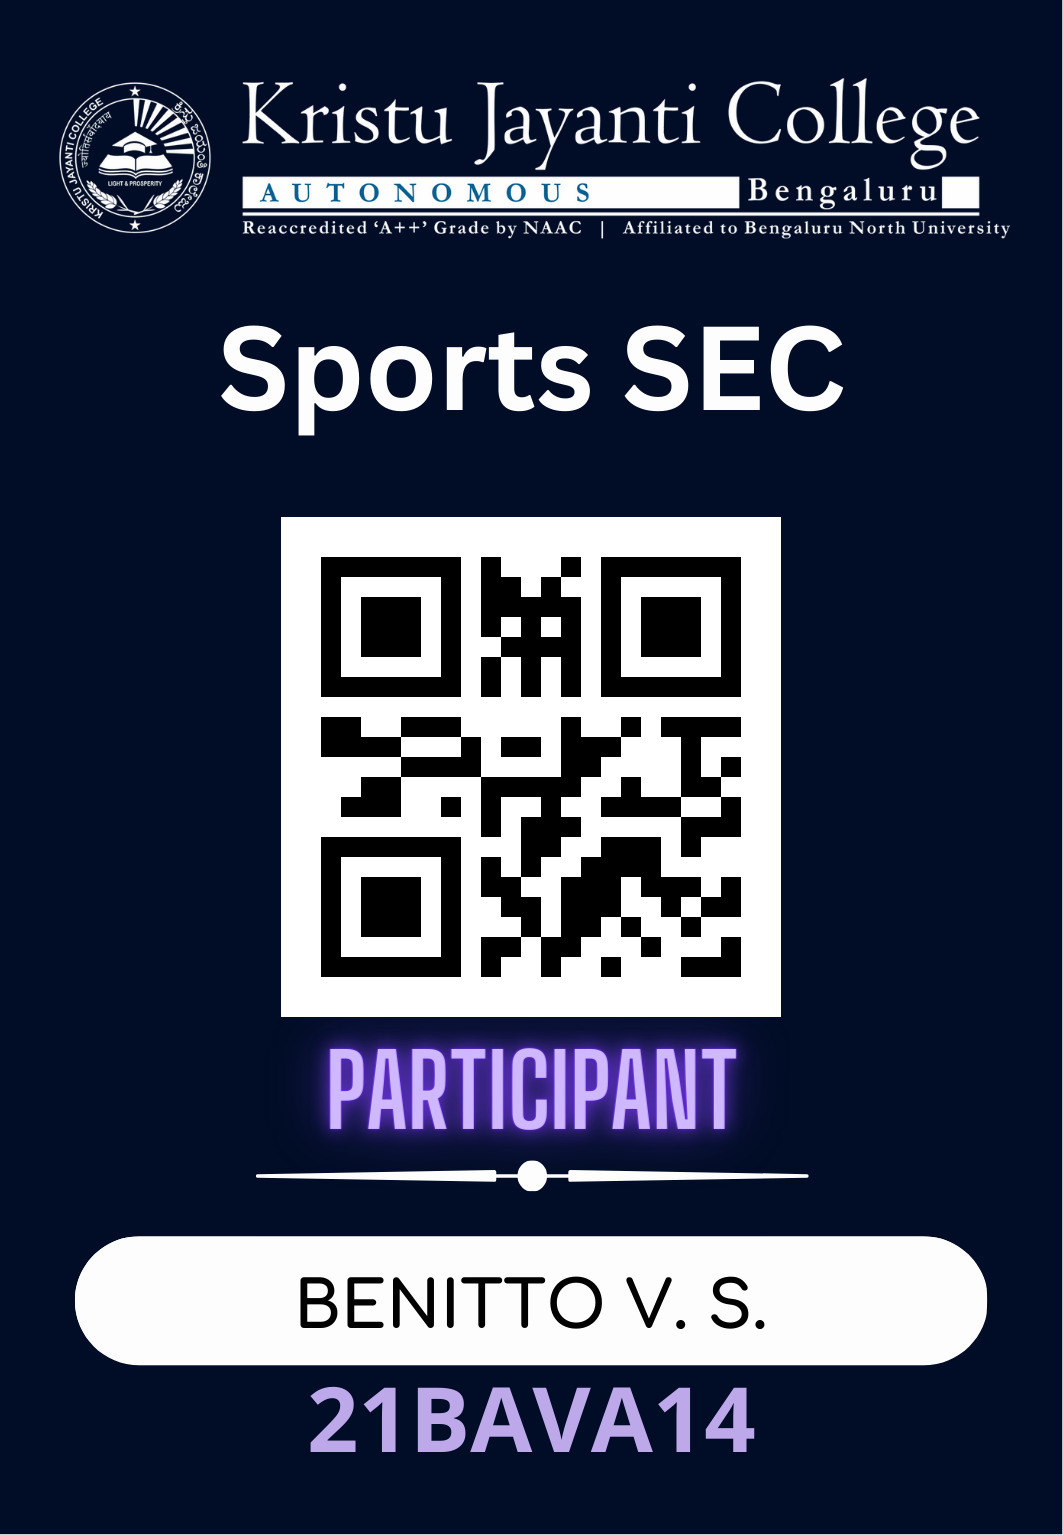 KRISTU JAYANTI COLLEGE
ಕ್ರಿಸ್ತು ಜಯಂತಿ ಕಾಲೇಜು
LIGHT & PROSPERITY
Kristu Jayanti College
AUTONOMOUS Bengaluru
Reaccredited ‘A++’ Grade by NAAC | Affiliated to Bengaluru North University
Sports SEC
PARTICIPANT
BENITTO V. S.
21BAVA14